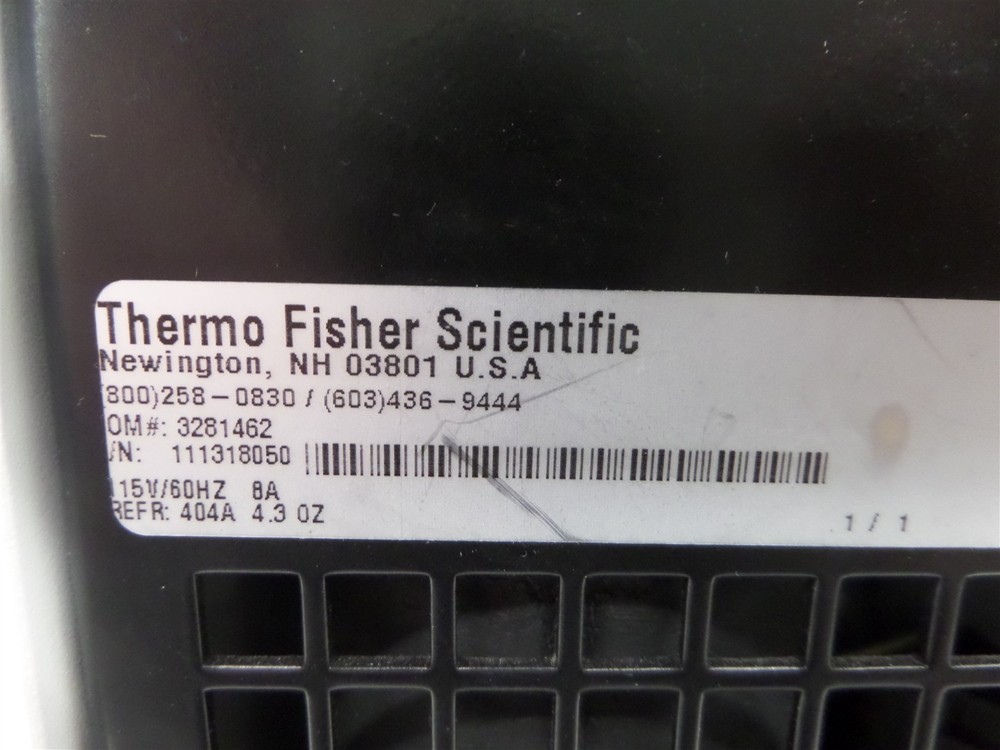 Thermo Fisher Scientific
Newington, NH 03801 U.S.A
800)258-0830 / (603)436-9444
OM#: 3281462
/N: 111318050
115V/60HZ 8A
REFR: 404A 4.3 OZ
1 / 1